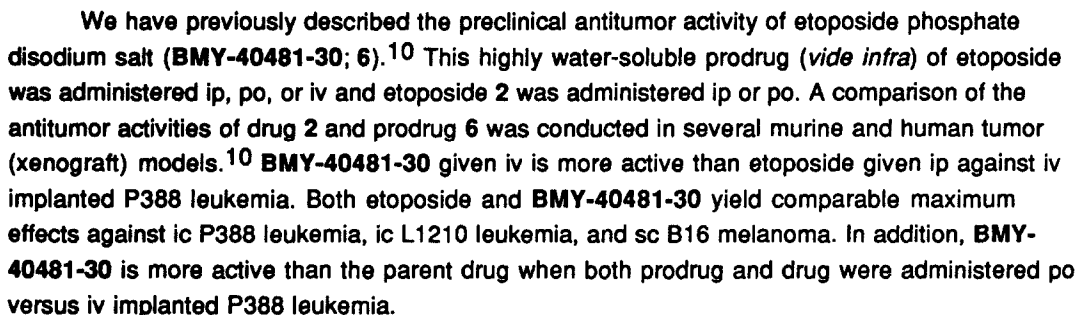 We have previously described the preclinical antitumor activity of etoposide phosphate
disodium salt (BMY-40481-30; 6).10 This highly water-soluble prodrug (vide infra) of etoposide
was administered ip, po, or iv and etoposide 2 was administered ip or po. A comparison of the
antitumor activities of drug 2 and prodrug 6 was conducted in several murine and human tumor
(xenograft) models.10 BMY-40481-30 given iv is more active than etoposide given ip against iv
implanted P388 leukemia. Both etoposide and BMY-40481-30 yield comparable maximum
effects against ic P388 leukemia, ic L1210 leukemia, and sc B16 melanoma. In addition, BMY-
40481-30 is more active than the parent drug when both prodrug and drug were administered po
versus iv implanted P388 leukemia.